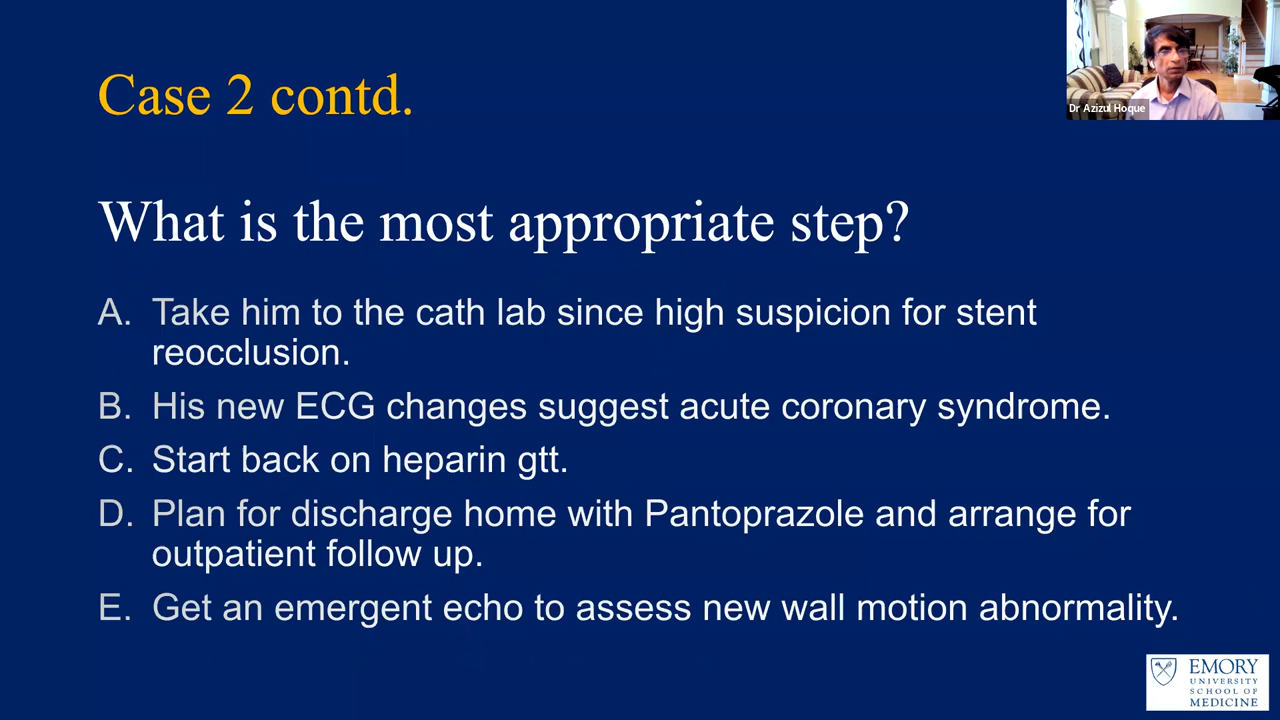 Case 2 contd.
Dr Azizul Hoque
What is the most appropriate step?
A. Take him to the cath lab since high suspicion for stent
reocclusion.
B. His new ECG changes suggest acute coronary syndrome.
C. Start back on heparin gtt.
D. Plan for discharge home with Pantoprazole and arrange for
outpatient follow up.
E. Get an emergent echo to assess new wall motion abnormality.
EMORY
UNIVERSITY
SCHOOL OF
MEDICINE